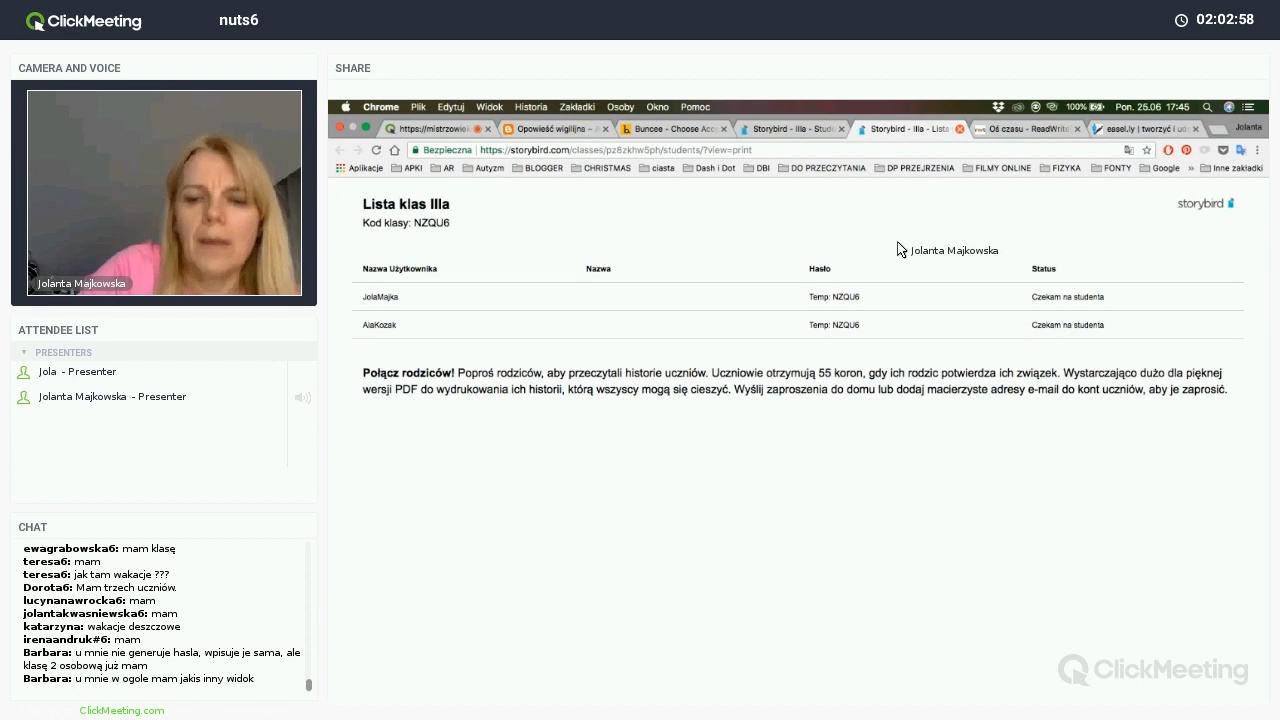 ClickMeeting
nuts6
02:02:58
CAMERA AND VOICE
Jolanta Majkowska
ATTENDEE LIST
PRESENTERS
Jola - Presenter
Jolanta Majkowska - Presenter
CHAT
ewagrabowska6: mam klasę
teresa6: mam
teresa6: jak tam wakacje ???
Dorota6: Mam trzech uczniów.
lucynanawrocka6: mam
jolantakwasniewska6: mam
katarzyna: wakacje deszczowe
irenaandruk#6: mam
Barbara: u mnie nie generuje hasla, wpisuje je sama, ale
klasę 2 osobową już mam
Barbara: u mnie w ogole mam jakis inny widok
ClickMeeting.com
SHARE
Chrome Plik Edytuj Widok Historia Zakładki Osoby Okno Pomoc 100% Pon. 25.06 17:45
https://mistrzowie Opowieść wigilijna – Buncee - Choose Acc Storybird - IIIa - Stude Storybird - IIIa - Lista Oś czasu - ReadWrite easel.ly | tworzyć i ud Jolanta
Bezpieczna https://storybird.com/classes/pz8zkhw5ph/students/?view=print
Aplikacje APKI AR Autyzm BLOGGER CHRISTMAS ciasta Dash i Dot DBI DO PRZECZYTANIA DP PRZEJRZENIA FILMY ONLINE FIZYKA FONTY Google » Inne zakładki
Lista klas IIIa
storybird
Kod klasy: NZQU6
Jolanta Majkowska
Nazwa Użytkownika Nazwa Hasło Status
JolaMajka Temp: NZQU6 Czekam na studenta
AlaKozak Temp: NZQU6 Czekam na studenta
Połącz rodziców! Poproś rodziców, aby przeczytali historie uczniów. Uczniowie otrzymują 55 koron, gdy ich rodzic potwierdza ich związek. Wystarczająco dużo dla pięknej
wersji PDF do wydrukowania ich historii, którą wszyscy mogą się cieszyć. Wyślij zaproszenia do domu lub dodaj macierzyste adresy e-mail do kont uczniów, aby je zaprosić.
ClickMeeting